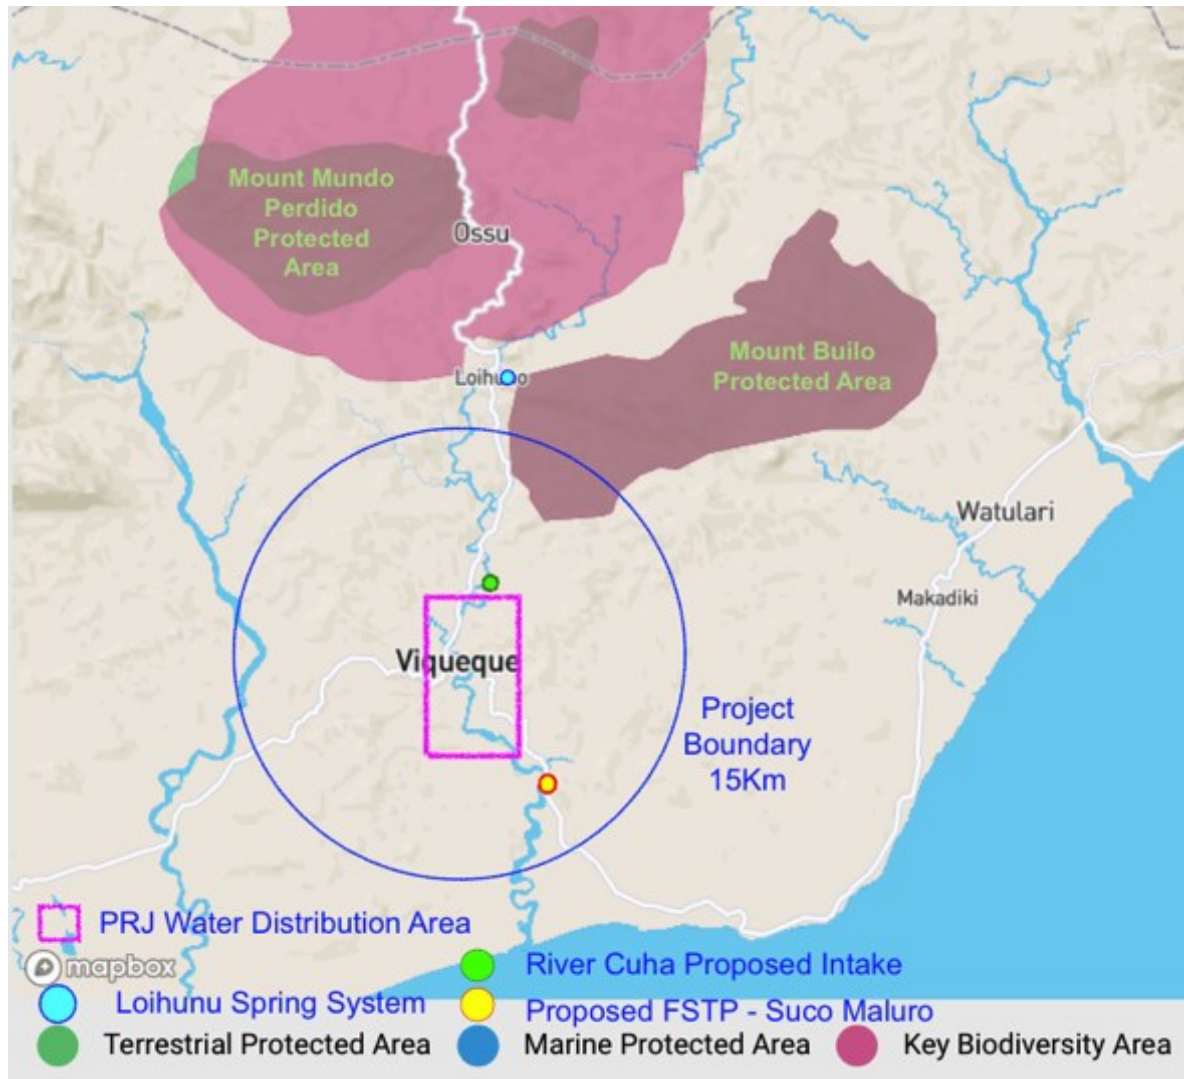 Mount Mundo
Perdido
Protected
Area
Ossu
Mount Builo
Protected Area
Loihuno
Watulari
Makadiki
Viqueque
Project
Boundary
15Km
PRJ Water Distribution Area
mapbox
River Cuha Proposed Intake
Loihunu Spring System
Proposed FSTP - Suco Maluro
Terrestrial Protected Area
Marine Protected Area
Key Biodiversity Area